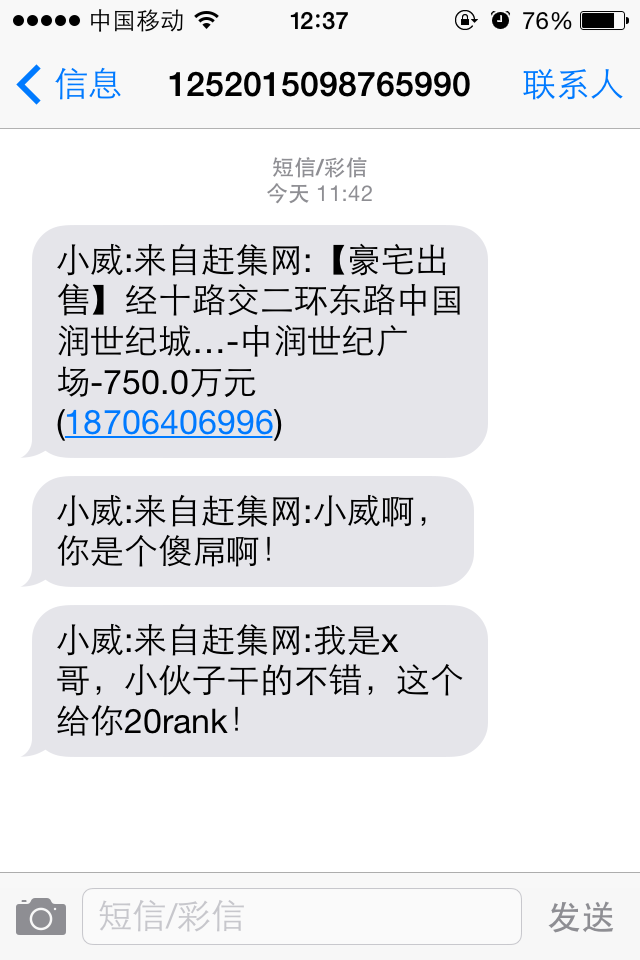 中国移动 12:37 76%
信息 1252015098765990 联系人
短信/彩信
今天 11:42
小威:来自赶集网:【豪宅出
售】经十路交二环东路中国
润世纪城...-中润世纪广
场-750.0万元
(18706406996)
小威:来自赶集网:小威啊，
你是个傻屌啊！
小威:来自赶集网:我是x
哥，小伙子干的不错，这个
给你20rank！
短信/彩信 发送